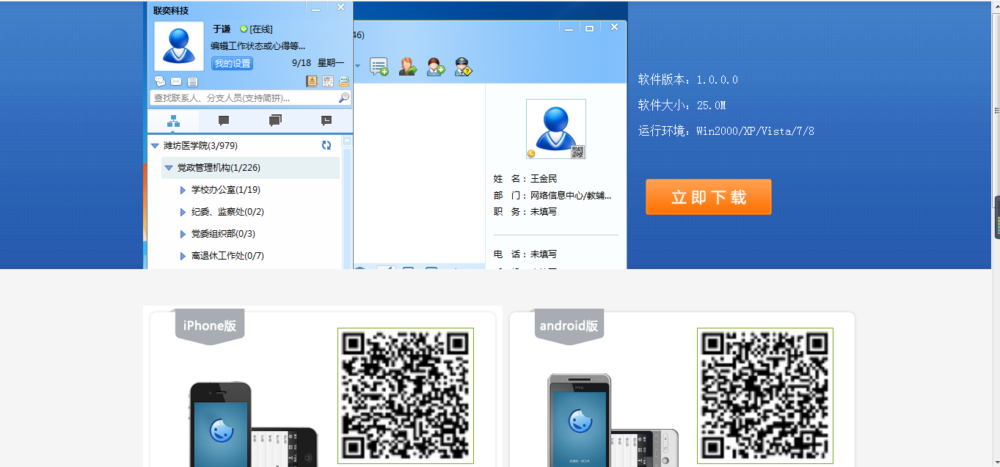 联奕科技
于谦 [在线]
编辑工作状态或心得等...
我的设置 9/18 星期一
查找联系人、分支人员(支持简拼)...
潍坊医学院(3/979)
党政管理机构(1/226)
学校办公室(1/19)
纪委、监察处(0/2)
党委组织部(0/3)
离退休工作处(0/7)
46)
姓 名：王金民
部 门：网络信息中心/教辅...
职 务：未填写
电 话：未填写
软件版本：1.0.0.0
软件大小：25.0M
运行环境：Win2000/XP/Vista/7/8
立即下载
iPhone版
android版